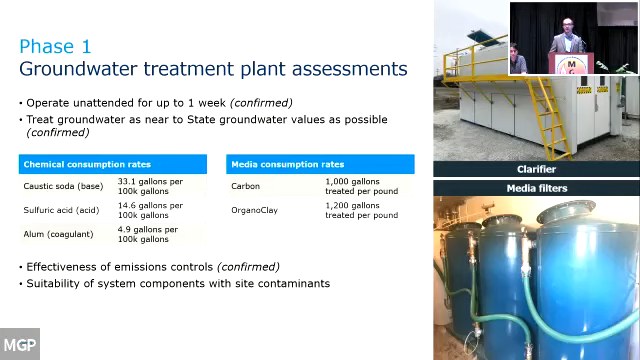 Phase 1
Groundwater treatment plant assessments
• Operate unattended for up to 1 week (confirmed)
• Treat groundwater as near to State groundwater values as possible
(confirmed)
Chemical consumption rates
Caustic soda (base) 33.1 gallons per
100k gallons
Sulfuric acid (acid) 14.6 gallons per
100k gallons
Alum (coagulant) 4.9 gallons per
100k gallons
Media consumption rates
Carbon 1,000 gallons
treated per pound
OrganoClay 1,200 gallons
treated per pound
• Effectiveness of emissions controls (confirmed)
• Suitability of system components with site contaminants
Clarifier
Media filters
MGP